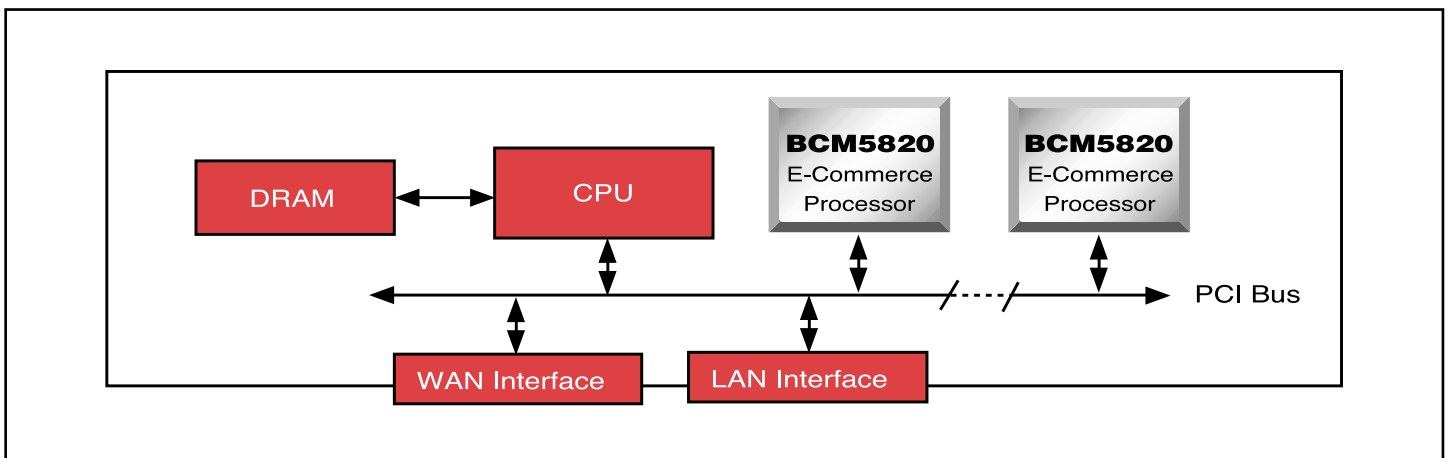 BCM5820
E-Commerce
Processor
BCM5820
E-Commerce
Processor
DRAM
CPU
PCI Bus
WAN Interface
LAN Interface